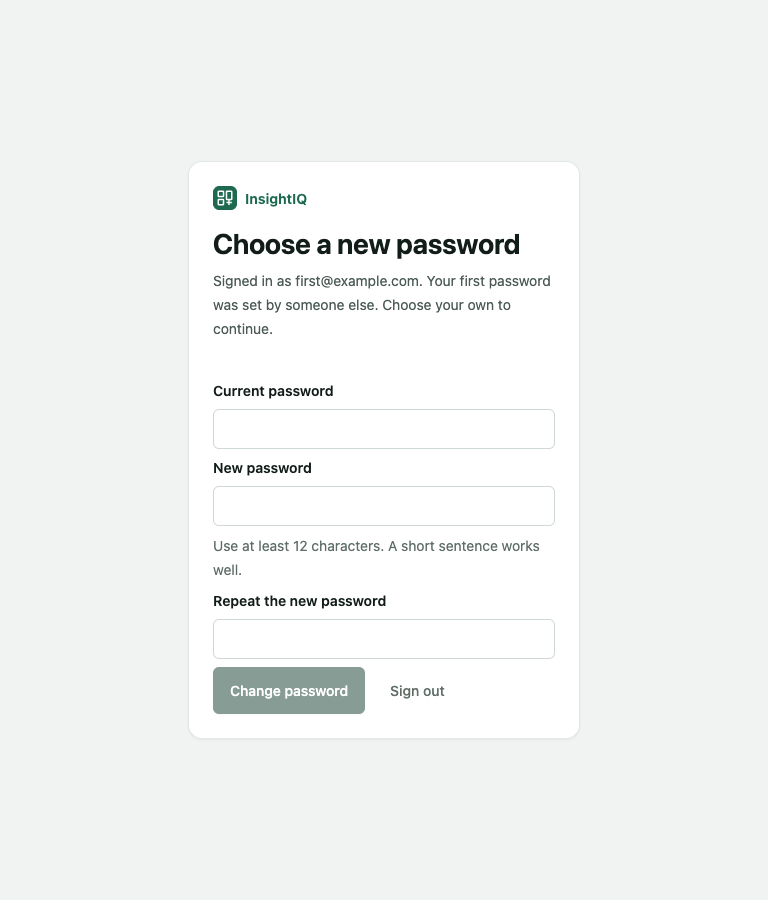 InsightIQ
Choose a new password
Signed in as first@example.com. Your first password
was set by someone else. Choose your own to
continue.
Current password
New password
Use at least 12 characters. A short sentence works
well.
Repeat the new password
Change password
Sign out